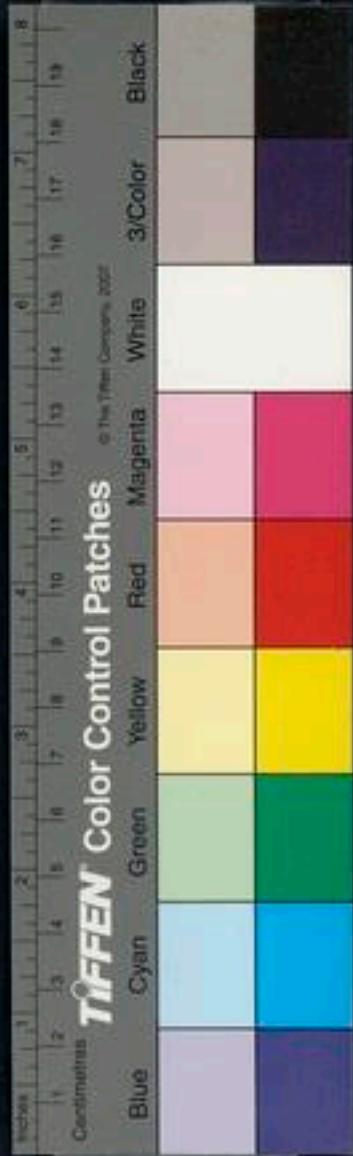 Inches 1 2 3 4 5 6 7 8
Centimetres 1 2 3 4 5 6 7 8 9 10 11 12 13 14 15 16 17 18 19
TIFFEN® Color Control Patches © The Tiffen Company, 2007
Blue Cyan Green Yellow Red Magenta White 3/Color Black